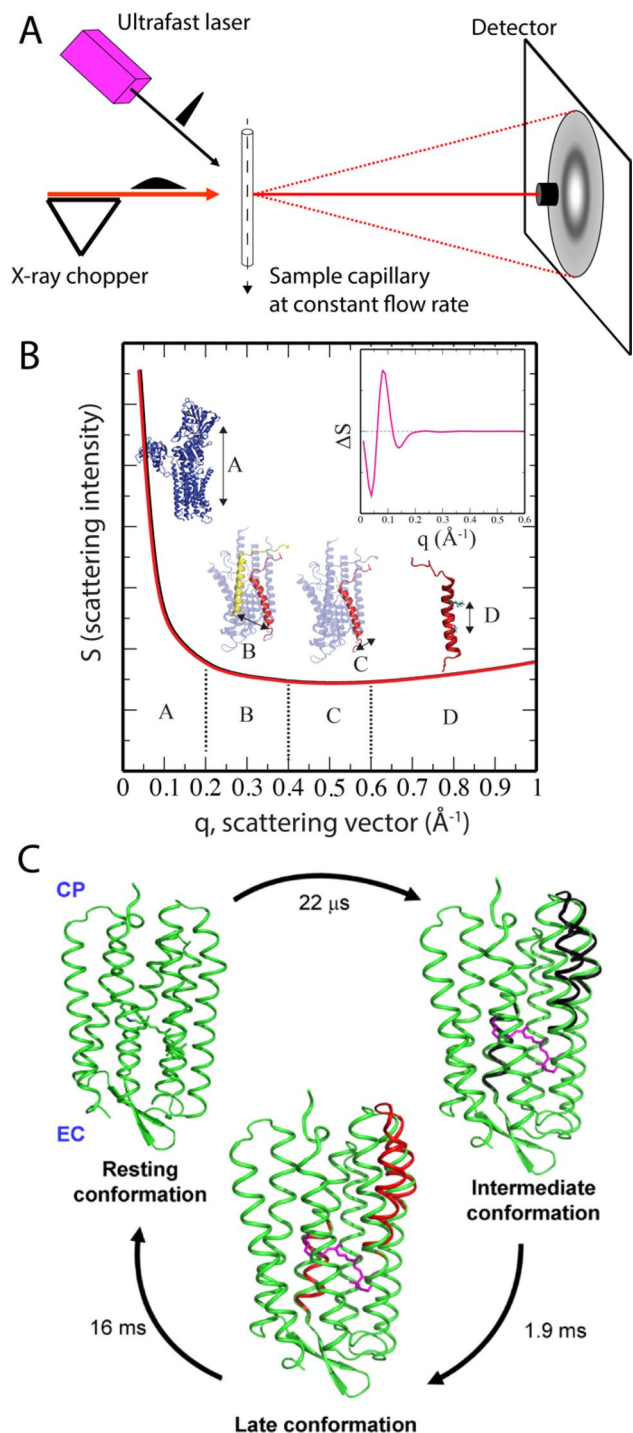 A
Ultrafast laser
Detector
X-ray chopper
Sample capillary
at constant flow rate
B
S (scattering intensity)
ΔS
0 0.1 0.2 0.3 0.4 0.5 0.6
q (Å-1)
A
B
C
D
A
B
C
D
0 0.1 0.2 0.3 0.4 0.5 0.6 0.7 0.8 0.9 1
q, scattering vector (Å-1)
C
CP
22 μs
EC
Resting
conformation
Intermediate
conformation
16 ms
1.9 ms
Late conformation